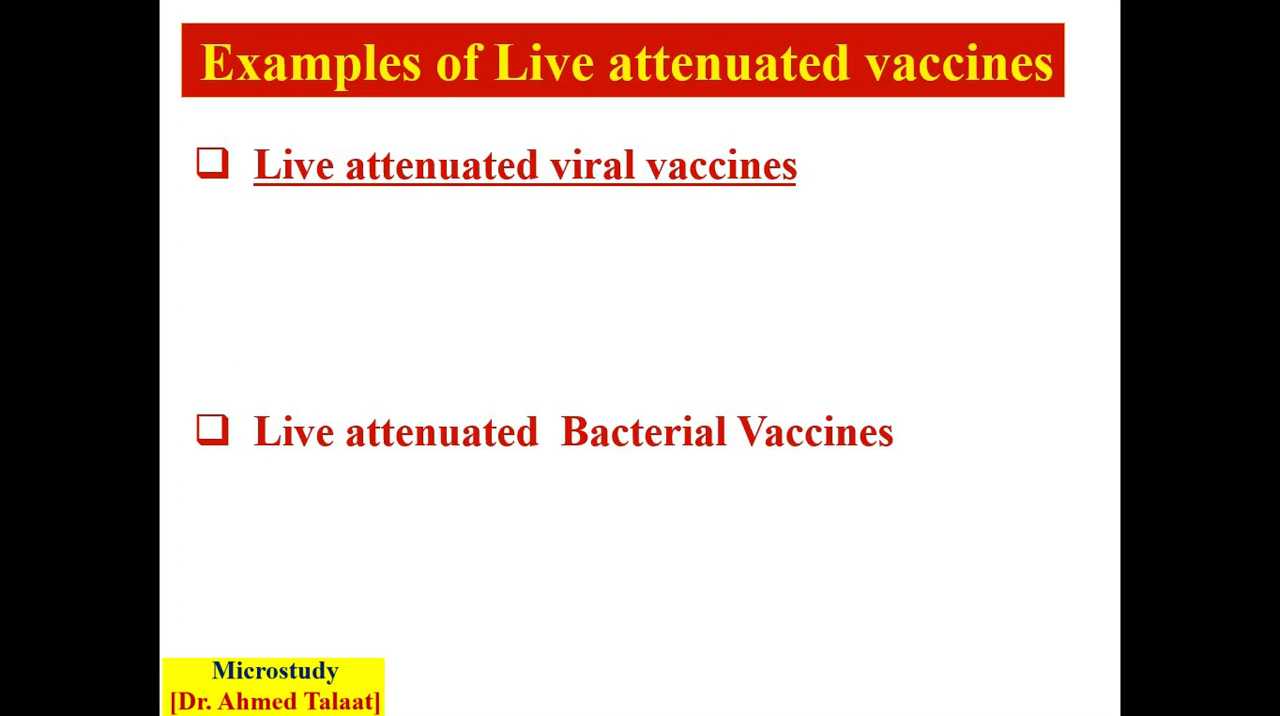 Examples of Live attenuated vaccines
Live attenuated viral vaccines
Live attenuated Bacterial Vaccines
Microstudy
[Dr. Ahmed Talaat]